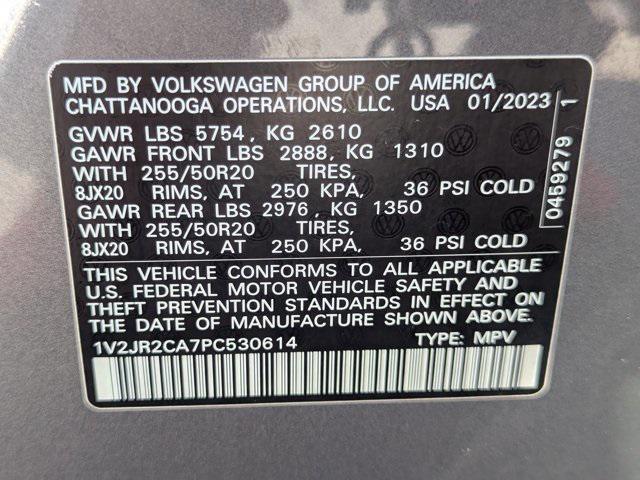 MFD BY VOLKSWAGEN GROUP OF AMERICA
CHATTANOOGA OPERATIONS, LLC. USA 01/2023
GVWR LBS 5754, KG 2610
GAWR FRONT LBS 2888, KG 1310
WITH 255/50R20 TIRES,
8JX20 RIMS, AT 250 KPA, 36 PSI COLD
GAWR REAR LBS 2976, KG 1350
WITH 255/50R20 TIRES,
8JX20 RIMS, AT 250 KPA, 36 PSI COLD
THIS VEHICLE CONFORMS TO ALL APPLICABLE
U.S. FEDERAL MOTOR VEHICLE SAFETY AND
THEFT PREVENTION STANDARDS IN EFFECT ON
THE DATE OF MANUFACTURE SHOWN ABOVE.
1V2JR2CA7PC530614 TYPE: MPV
0459279 1